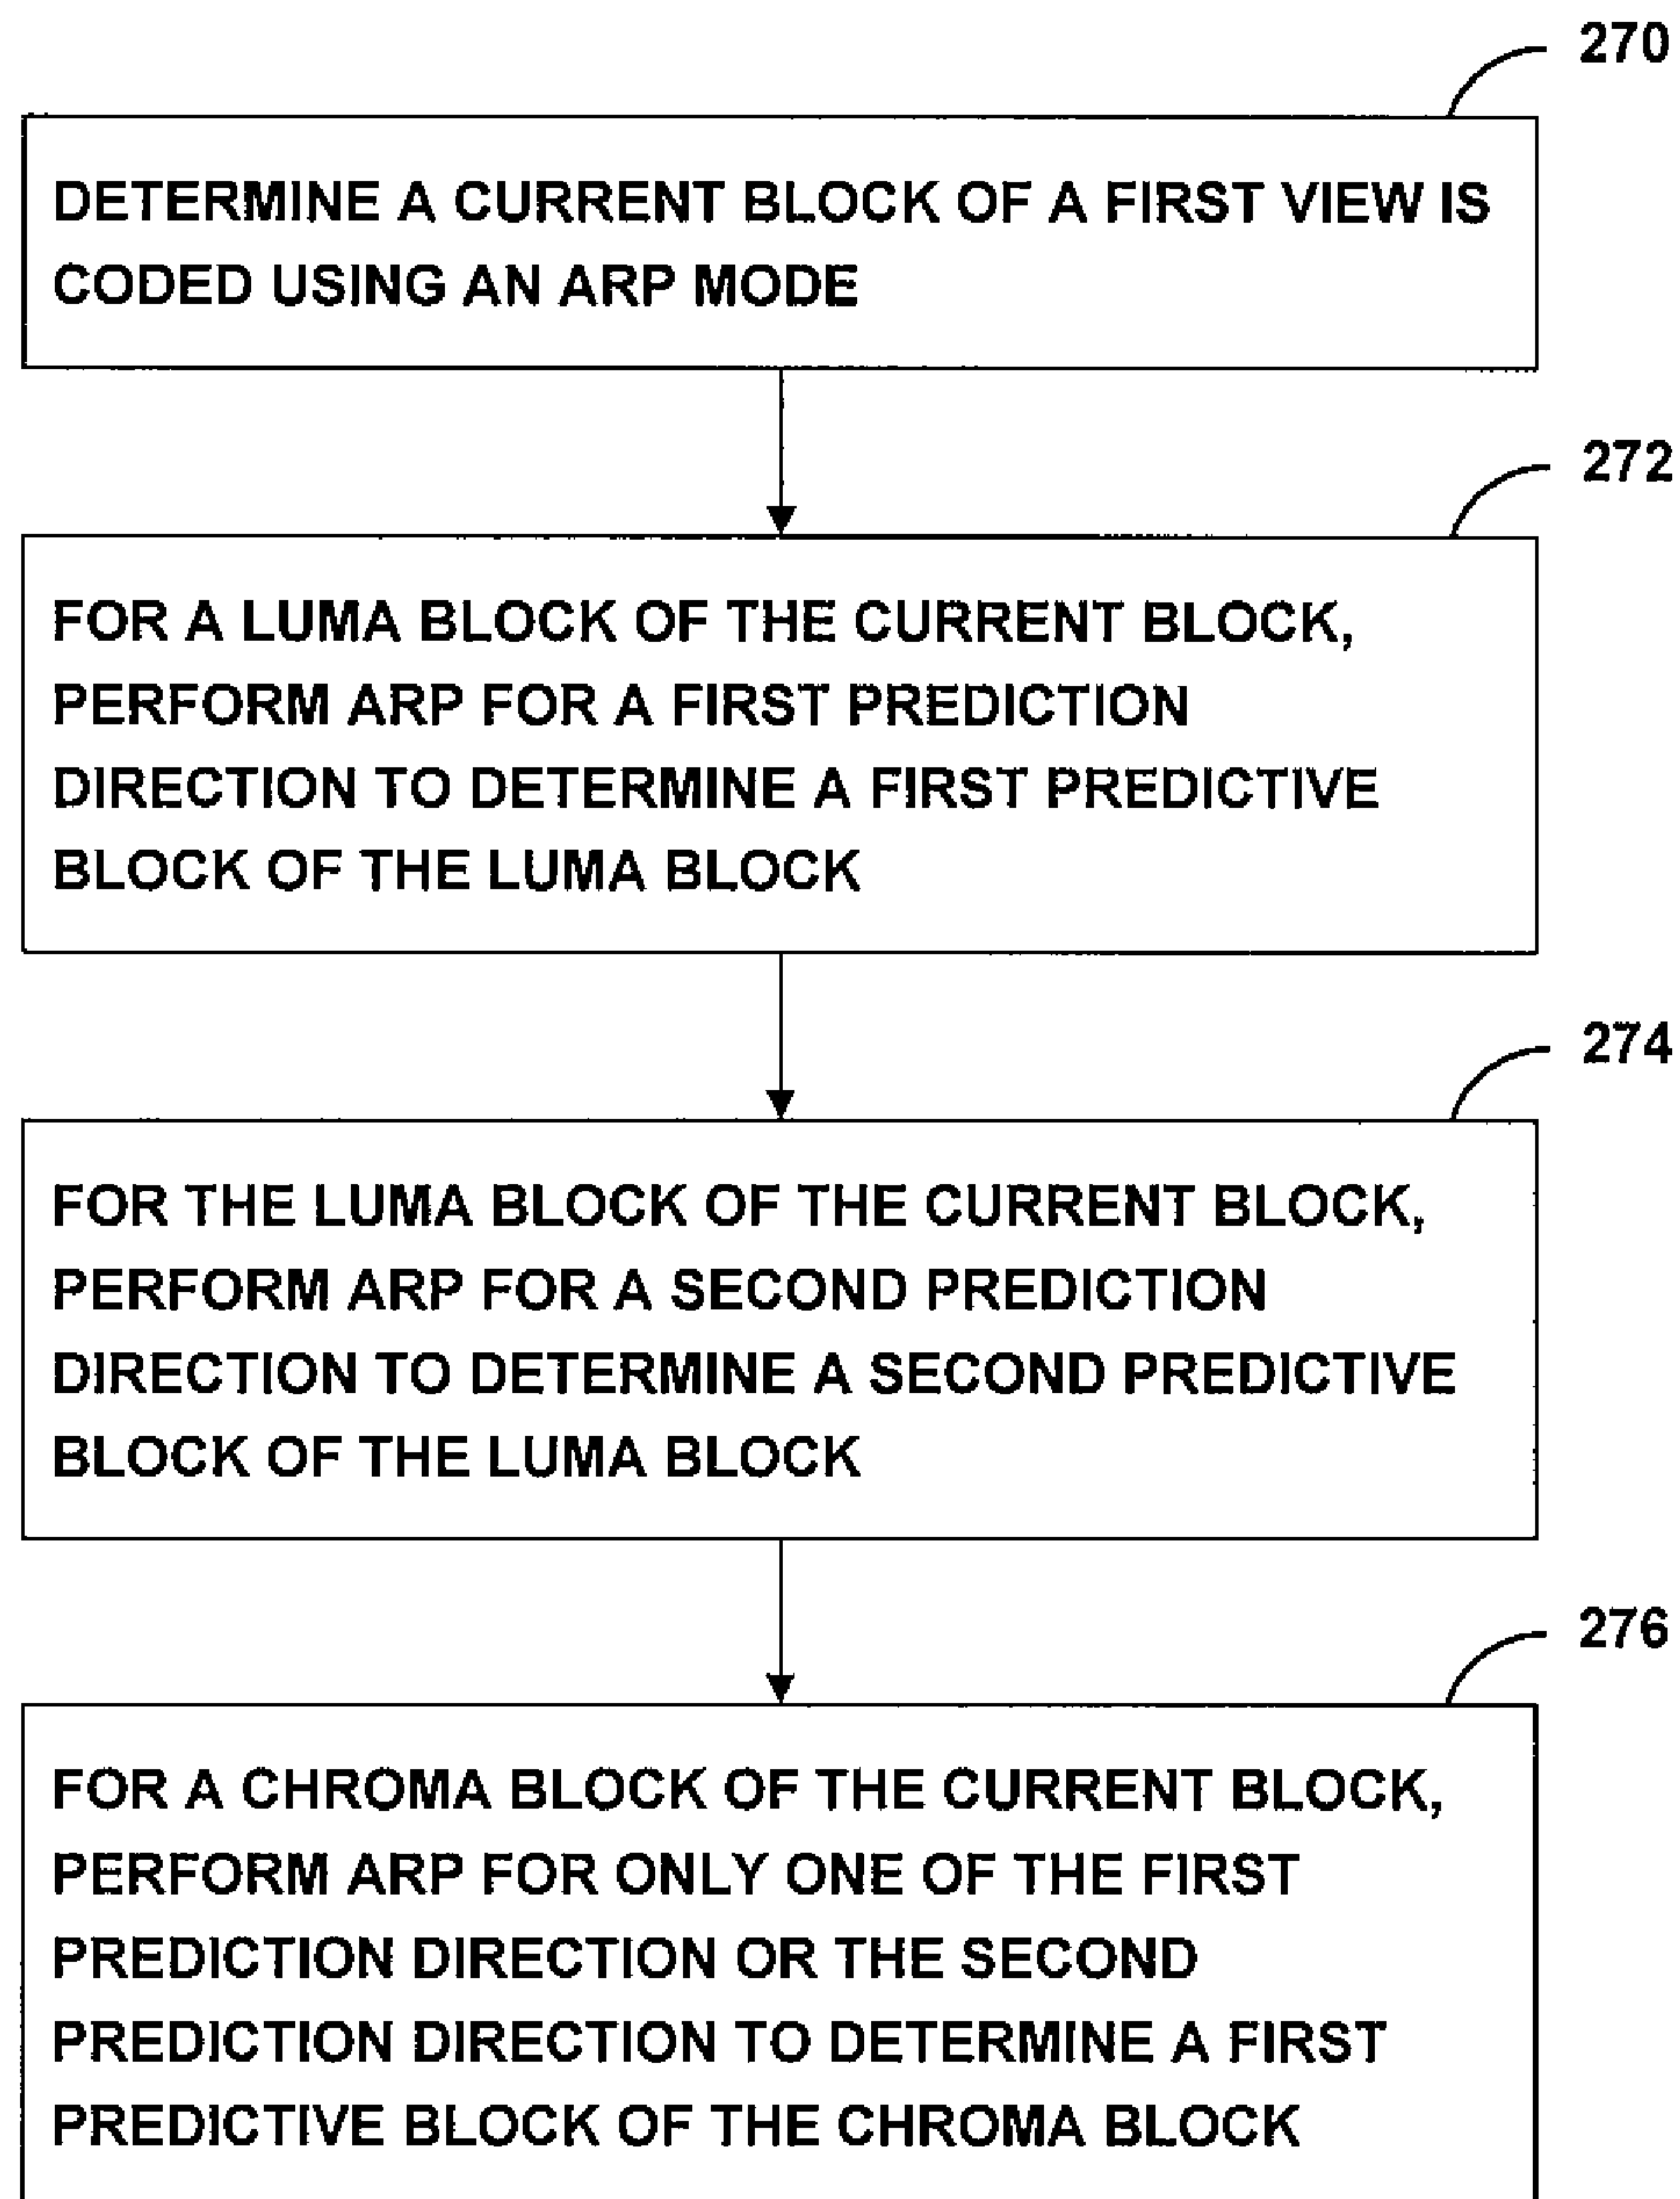 270
DETERMINE A CURRENT BLOCK OF A FIRST VIEW IS
CODED USING AN ARP MODE
272
FOR A LUMA BLOCK OF THE CURRENT BLOCK,
PERFORM ARP FOR A FIRST PREDICTION
DIRECTION TO DETERMINE A FIRST PREDICTIVE
BLOCK OF THE LUMA BLOCK
274
FOR THE LUMA BLOCK OF THE CURRENT BLOCK,
PERFORM ARP FOR A SECOND PREDICTION
DIRECTION TO DETERMINE A SECOND PREDICTIVE
BLOCK OF THE LUMA BLOCK
276
FOR A CHROMA BLOCK OF THE CURRENT BLOCK,
PERFORM ARP FOR ONLY ONE OF THE FIRST
PREDICTION DIRECTION OR THE SECOND
PREDICTION DIRECTION TO DETERMINE A FIRST
PREDICTIVE BLOCK OF THE CHROMA BLOCK